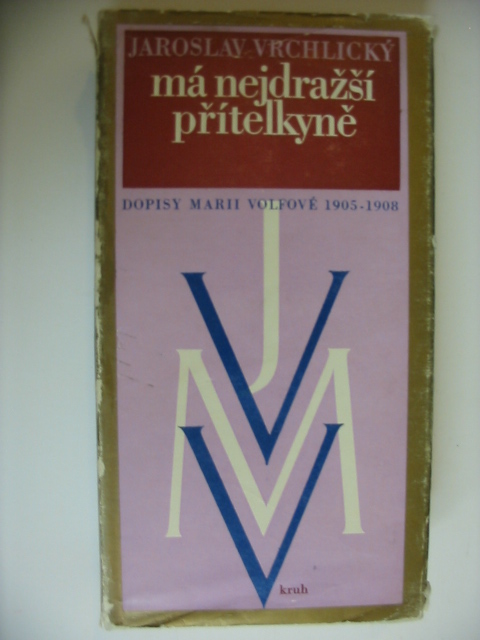 JAROSLAV VRCHLICKÝ
má nejdražší
přítelkyně
DOPISY MARII VOLFOVÉ 1905-1908
J
V
M
V
kruh